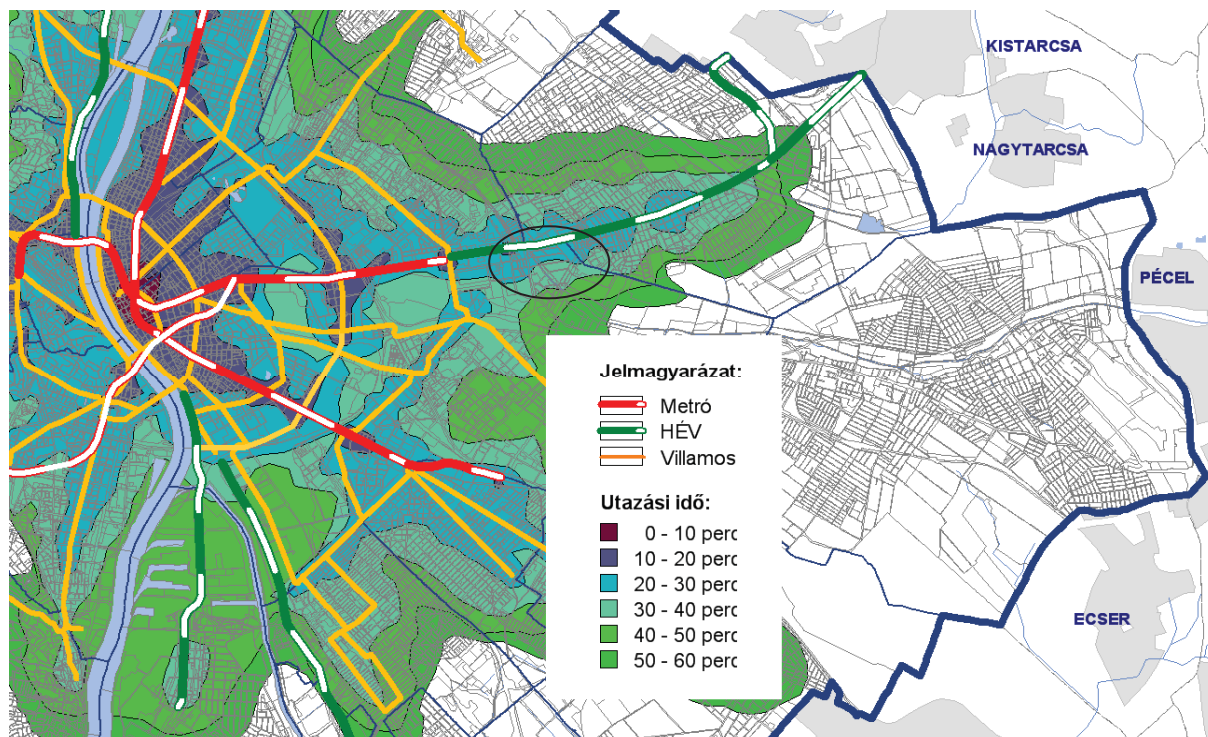 KISTARCSA
NAGYTARCSA
PÉCEL
Jelmagyarázat:
Metró
HÉV
Villamos
Utazási idő:
0 - 10 perc
10 - 20 perc
20 - 30 perc
30 - 40 perc
40 - 50 perc
50 - 60 perc
ECSER